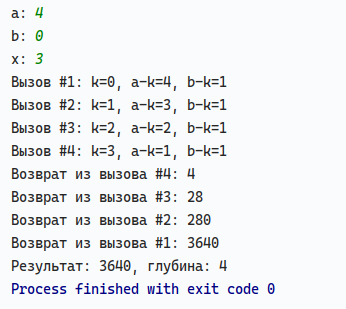 a: 4
b: 0
x: 3
Вызов #1: k=0, a-k=4, b-k=1
Вызов #2: k=1, a-k=3, b-k=1
Вызов #3: k=2, a-k=2, b-k=1
Вызов #4: k=3, a-k=1, b-k=1
Возврат из вызова #4: 4
Возврат из вызова #3: 28
Возврат из вызова #2: 280
Возврат из вызова #1: 3640
Результат: 3640, глубина: 4
Process finished with exit code 0